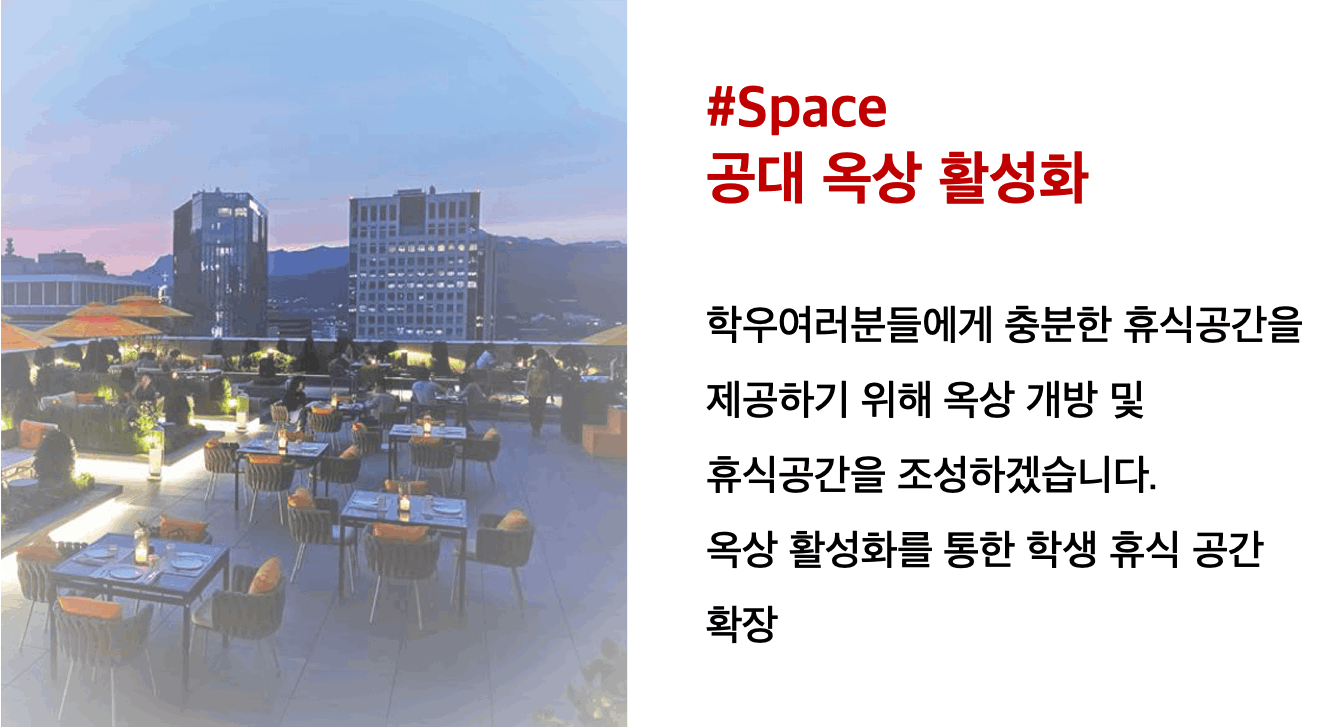 #Space
공대 옥상 활성화
학우여러분들에게 충분한 휴식공간을
제공하기 위해 옥상 개방 및
휴식공간을 조성하겠습니다.
옥상 활성화를 통한 학생 휴식 공간
확장